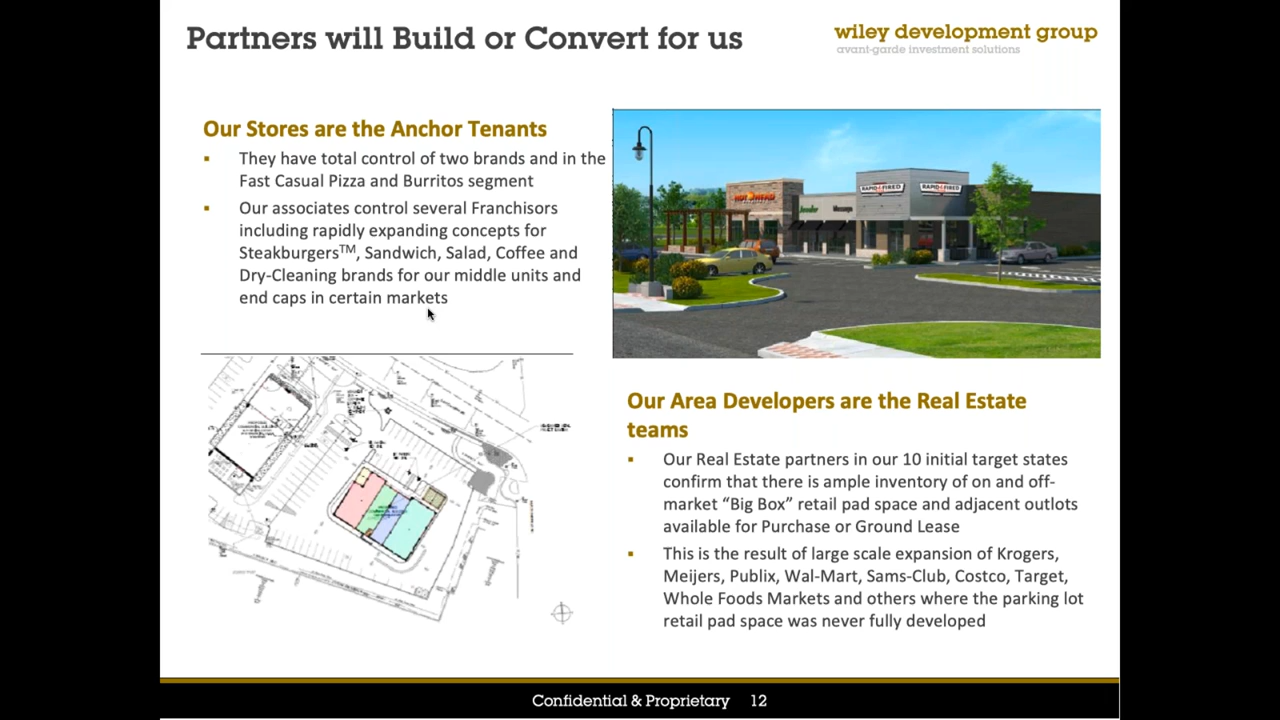 Partners will Build or Convert for us
wiley development group
avant-garde investment solutions
Our Stores are the Anchor Tenants
▪ They have total control of two brands and in the
Fast Casual Pizza and Burritos segment
▪ Our associates control several Franchisors
including rapidly expanding concepts for
Steakburgers™, Sandwich, Salad, Coffee and
Dry-Cleaning brands for our middle units and
end caps in certain markets
HOT HEAD
RAPID FIRED
RAPID FIRED
Our Area Developers are the Real Estate
teams
▪ Our Real Estate partners in our 10 initial target states
confirm that there is ample inventory of on and off-
market “Big Box” retail pad space and adjacent outlots
available for Purchase or Ground Lease
▪ This is the result of large scale expansion of Krogers,
Meijers, Publix, Wal-Mart, Sams-Club, Costco, Target,
Whole Foods Markets and others where the parking lot
retail pad space was never fully developed
Confidential & Proprietary 12